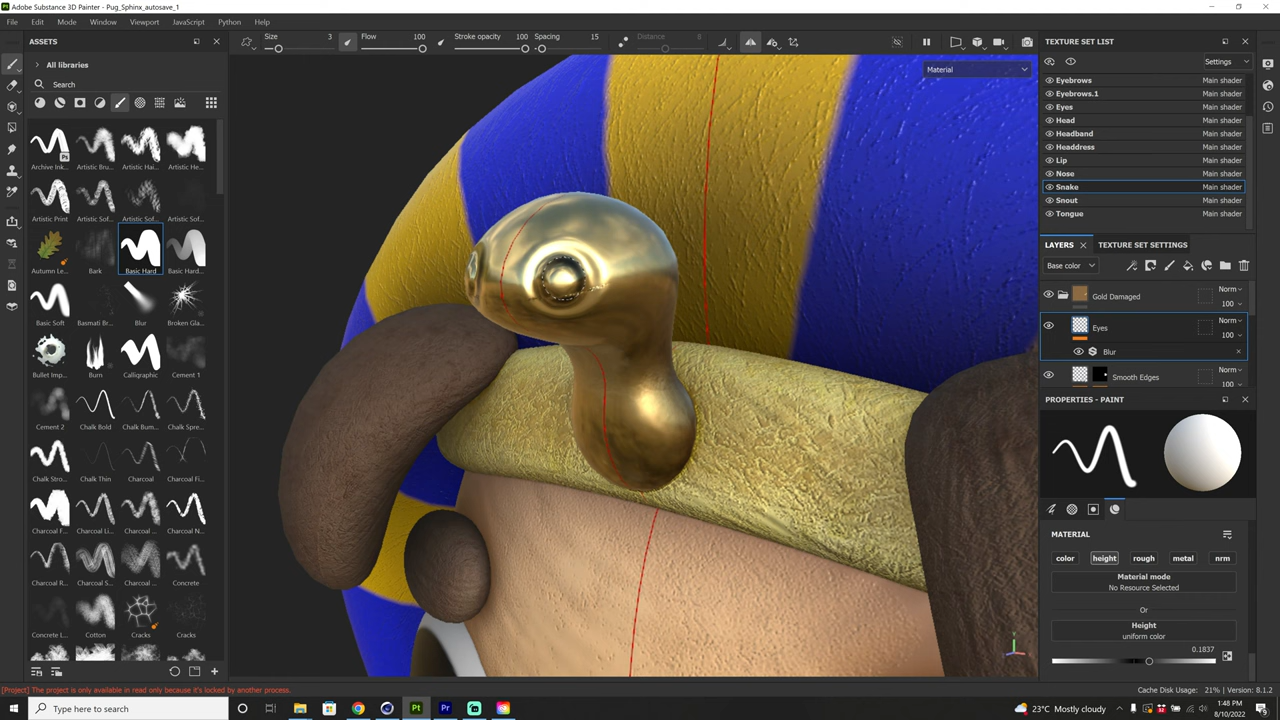 Adobe Substance 3D Painter - Pug_Sphinx_autosave_1
File Edit Mode Window Viewport JavaScript Python Help
ASSETS
Size 3 Flow 100 Stroke opacity 100 Spacing 15 Distance 8
All libraries
Search
Archive Ink... Artistic Bru... Artistic Hai... Artistic He...
Artistic Print Artistic Sof... Artistic Sof... Artistic Sof...
Autumn Le... Bark Basic Hard Basic Hard...
Basic Soft Basmati Br... Blur Broken Gla...
Bullet Imp... Burn Calligraphic Cement 1
Cement 2 Chalk Bold Chalk Bum... Chalk Spre...
Chalk Stro... Chalk Thin Charcoal Charcoal Fi...
Charcoal F... Charcoal Li... Charcoal ... Charcoal N...
Charcoal R... Charcoal S... Charcoal ... Concrete
Concrete L... Cotton Cracks Cracks
Material
TEXTURE SET LIST
Settings
Eyebrows Main shader
Eyebrows.1 Main shader
Eyes Main shader
Head Main shader
Headband Main shader
Headdress Main shader
Lip Main shader
Nose Main shader
Snake Main shader
Snout Main shader
Tongue Main shader
LAYERS TEXTURE SET SETTINGS
Base color
Gold Damaged Norm 100
Eyes Norm 100
Blur
Smooth Edges Norm 100
PROPERTIES - PAINT
MATERIAL
color height rough metal nrm
Material mode
No Resource Selected
Or
Height
uniform color
0.1837
Y
[Project] The project is only available in read only because it's locked by another process.
Cache Disk Usage: 21% | Version: 8.1.2
Type here to search
Pt Pr
23°C Mostly cloudy
1:48 PM
8/10/2022